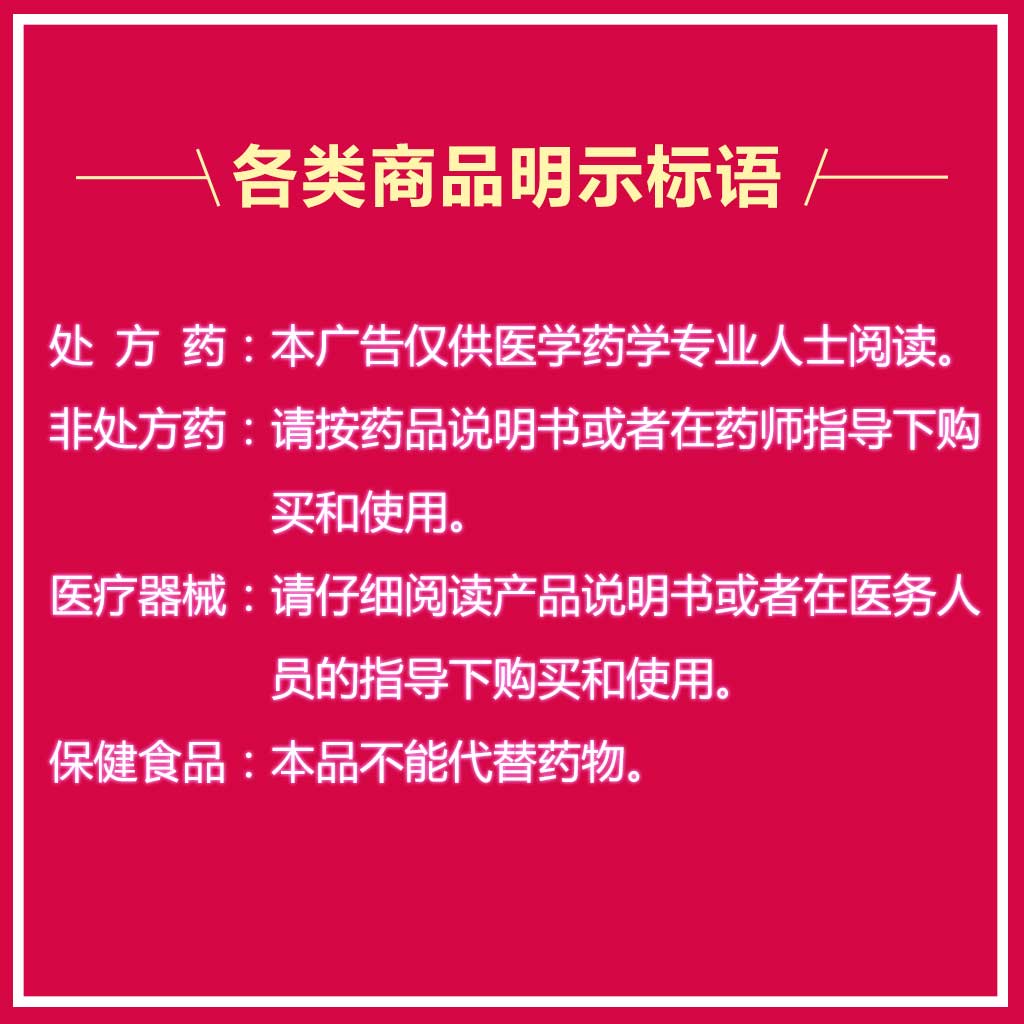 各类商品明示标语
处方药：本广告仅供医学药学专业人士阅读。
非处方药：请按药品说明书或者在药师指导下购
买和使用。
医疗器械：请仔细阅读产品说明书或者在医务人
员的指导下购买和使用。
保健食品：本品不能代替药物。